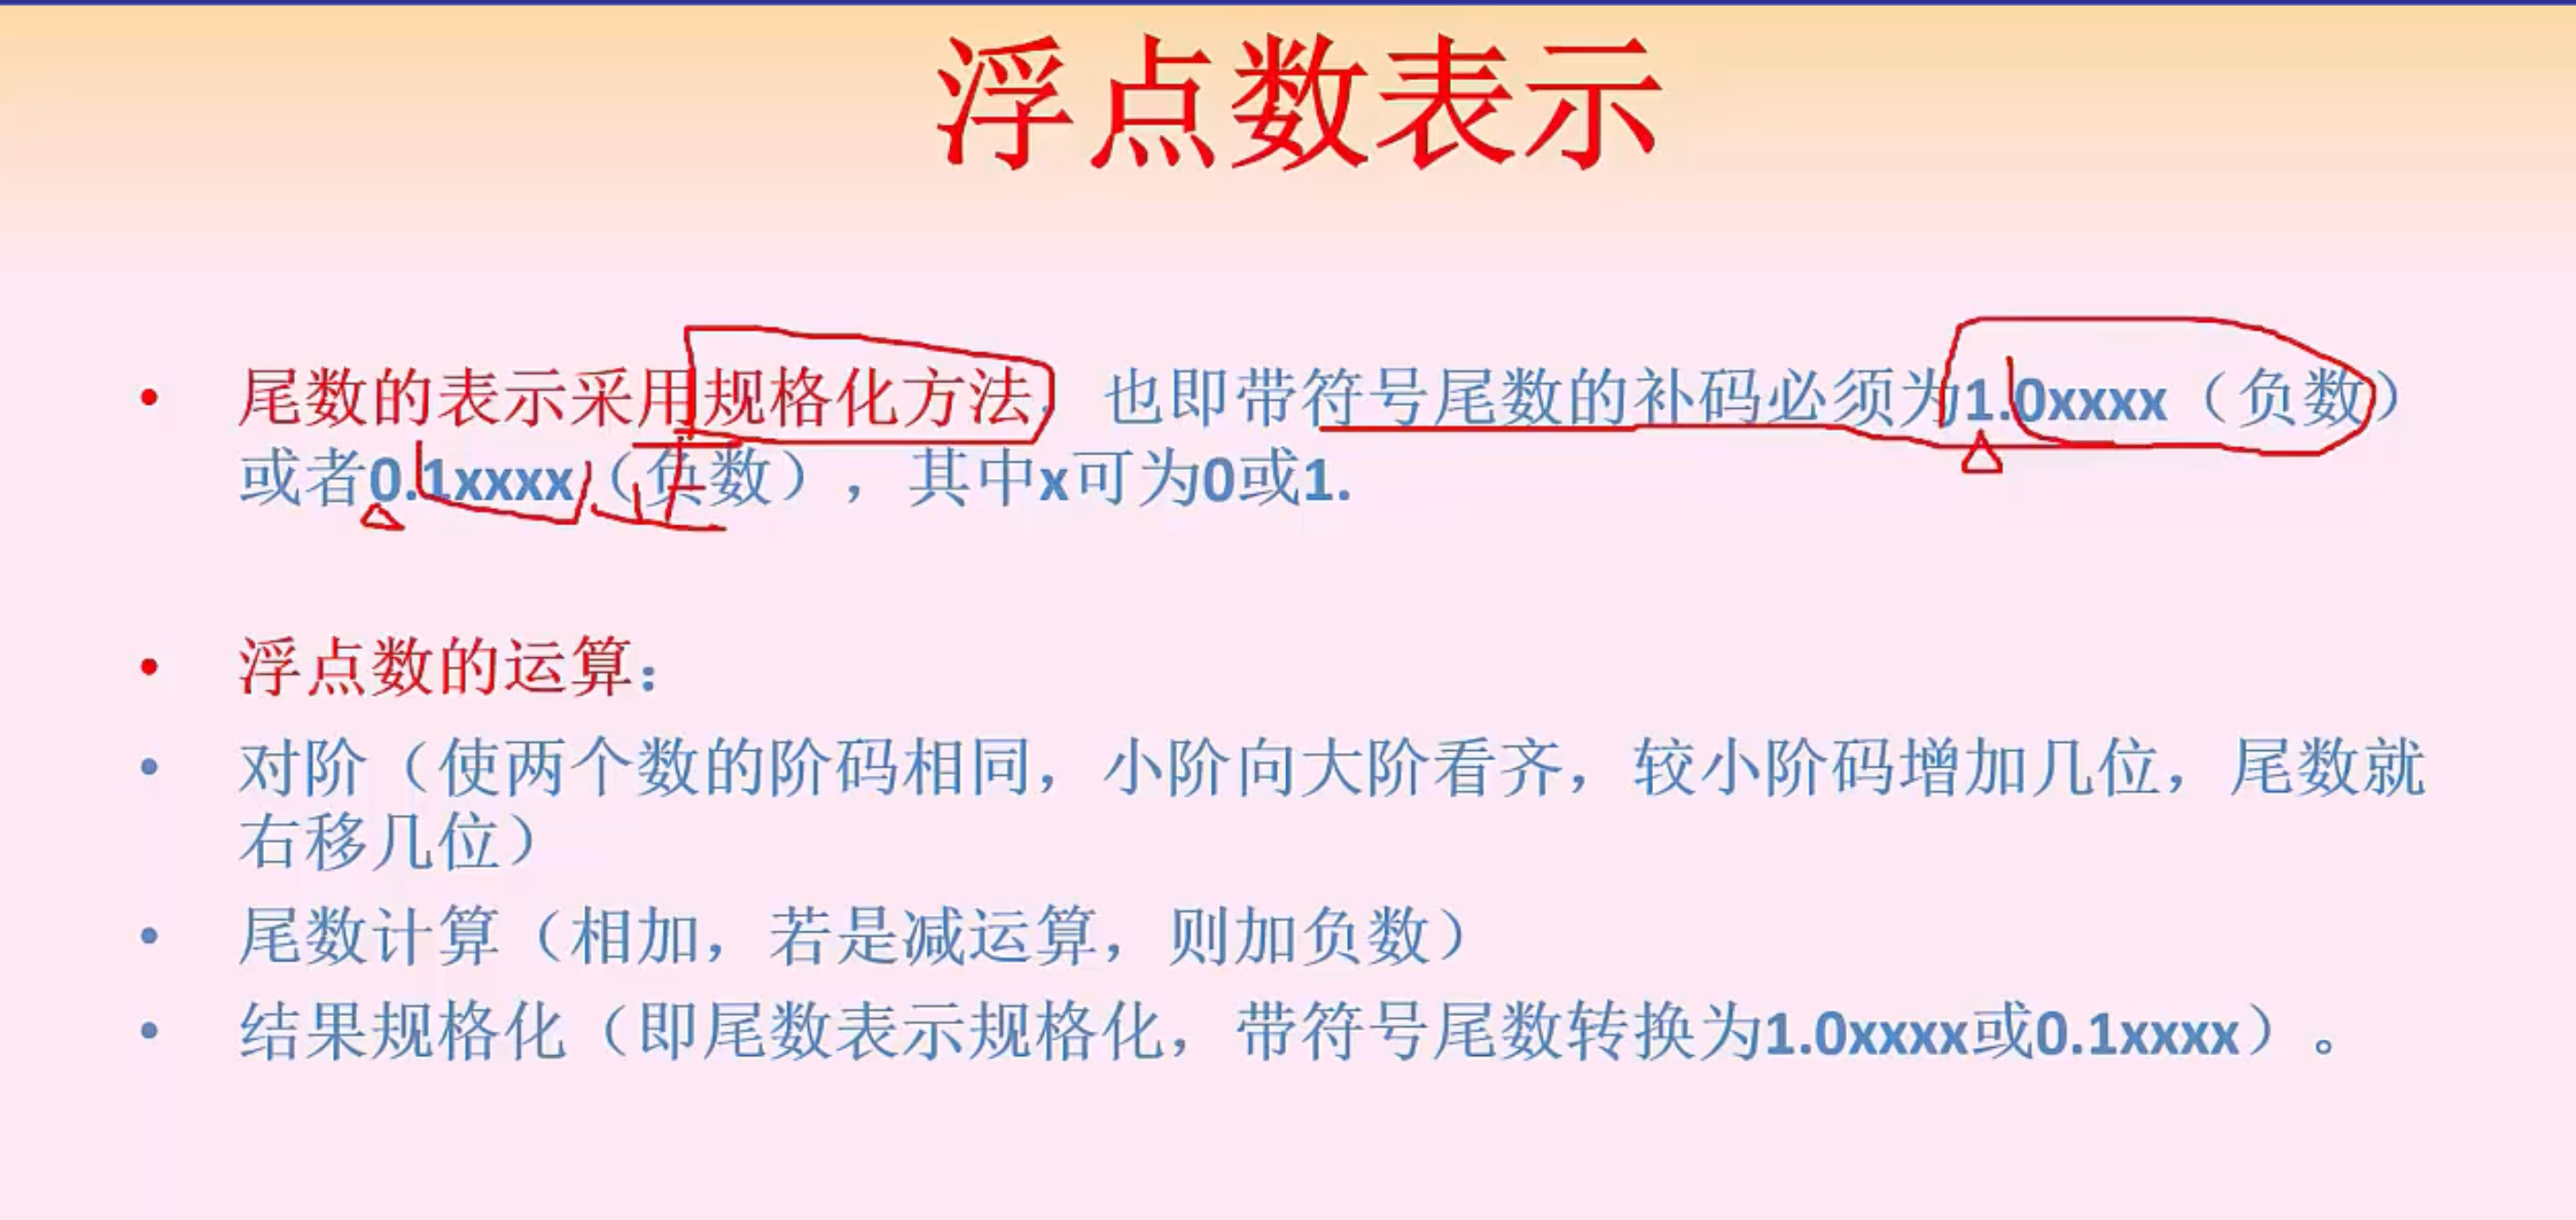 浮点数表示
• 尾数的表示采用规格化方法，也即带符号尾数的补码必须为1.0xxxx（负数）
或者0.1xxxx（负数），其中x可为0或1.
正
• 浮点数的运算：
• 对阶（使两个数的阶码相同，小阶向大阶看齐，较小阶码增加几位，尾数就
右移几位）
• 尾数计算（相加，若是减运算，则加负数）
• 结果规格化（即尾数表示规格化，带符号尾数转换为1.0xxxx或0.1xxxx）。